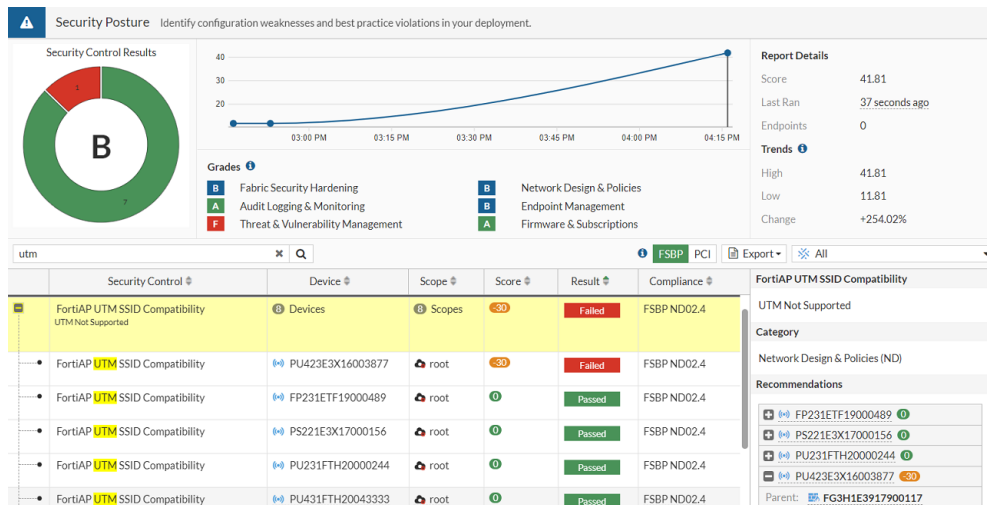 Security Posture Identify configuration weaknesses and best practice violations in your deployment.
Security Control Results
1
B
7
40
30
20
03:00 PM 03:15 PM 03:30 PM 03:45 PM 04:00 PM 04:15 PM
Grades
B Fabric Security Hardening
A Audit Logging & Monitoring
F Threat & Vulnerability Management
B Network Design & Policies
B Endpoint Management
A Firmware & Subscriptions
Report Details
Score 41.81
Last Ran 37 seconds ago
Endpoints 0
Trends
High 41.81
Low 11.81
Change +254.02%
utm
FSBP PCI Export All
Security Control Device Scope Score Result Compliance
FortiAP UTM SSID Compatibility 8 Devices 8 Scopes -30 Failed FSBP ND02.4
UTM Not Supported
FortiAP UTM SSID Compatibility PU423E3X16003877 root -30 Failed FSBP ND02.4
FortiAP UTM SSID Compatibility FP231ETF19000489 root 0 Passed FSBP ND02.4
FortiAP UTM SSID Compatibility PS221E3X17000156 root 0 Passed FSBP ND02.4
FortiAP UTM SSID Compatibility PU231FTH20000244 root 0 Passed FSBP ND02.4
FortiAP UTM SSID Compatibility PU431FTH20043333 root 0 Passed FSBP ND02.4
FortiAP UTM SSID Compatibility
UTM Not Supported
Category
Network Design & Policies (ND)
Recommendations
FP231ETF19000489 0
PS221E3X17000156 0
PU231FTH20000244 0
PU423E3X16003877 -30
Parent: FG3H1E3917900117